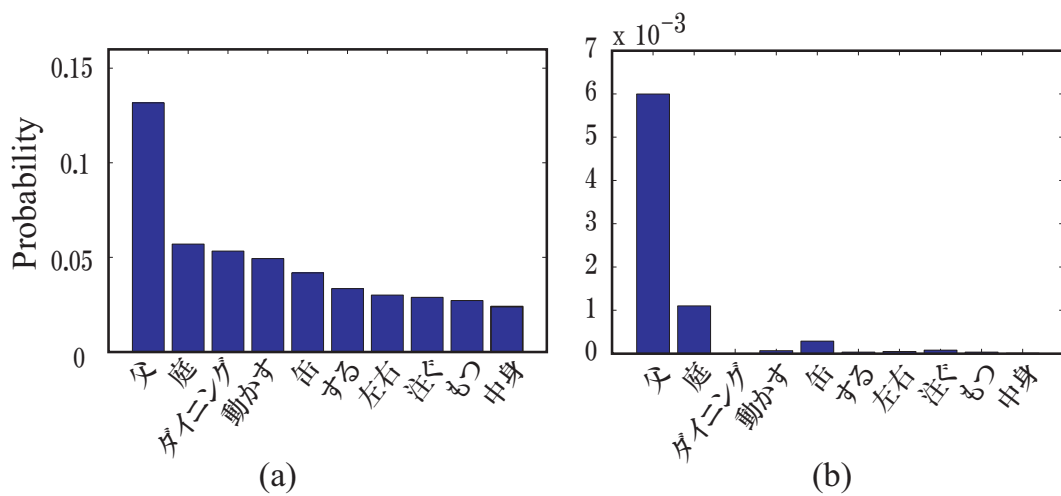 Probability
0.15
0.1
0.05
0
父
庭
ダイニング
動かす
缶
する
左右
注ぐ
もつ
中身
(a)
7 x 10⁻³
6
5
4
3
2
1
0
父
庭
ダイニング
動かす
缶
する
左右
注ぐ
もつ
中身
(b)